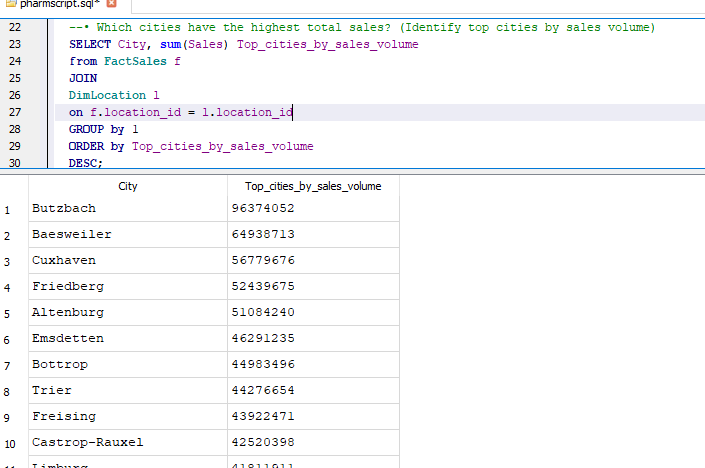 pharmscript.sql*
22 --• Which cities have the highest total sales? (Identify top cities by sales volume)
23 SELECT City, sum(Sales) Top_cities_by_sales_volume
24 from FactSales f
25 JOIN
26 DimLocation l
27 on f.location_id = l.location_id
28 GROUP by 1
29 ORDER by Top_cities_by_sales_volume
30 DESC;
City Top_cities_by_sales_volume
1 Butzbach 96374052
2 Baesweiler 64938713
3 Cuxhaven 56779676
4 Friedberg 52439675
5 Altenburg 51084240
6 Emsdetten 46291235
7 Bottrop 44983496
8 Trier 44276654
9 Freising 43922471
10 Castrop-Rauxel 42520398
11 Limburg 41811911